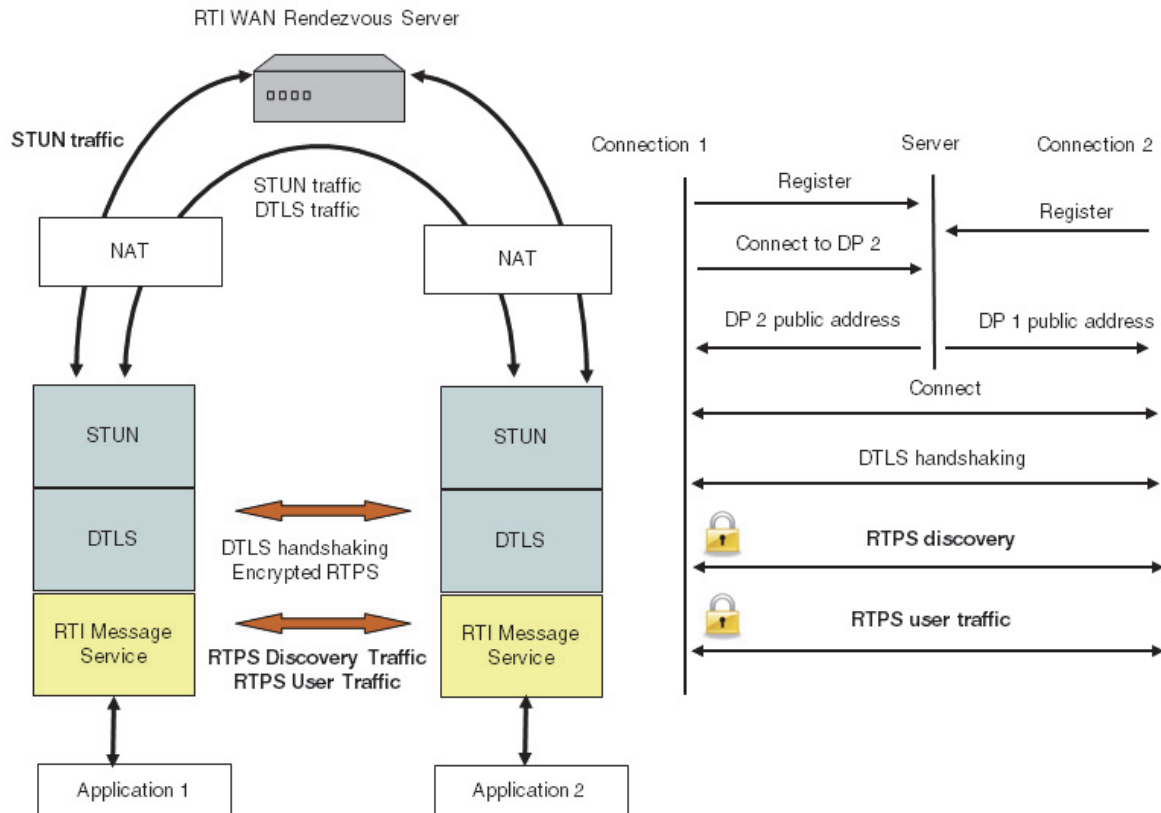 RTI WAN Rendezvous Server
STUN traffic
STUN traffic
DTLS traffic
NAT
NAT
STUN
STUN
DTLS
DTLS
DTLS handshaking
Encrypted RTPS
RTI Message
Service
RTI Message
Service
RTPS Discovery Traffic
RTPS User Traffic
Application 1
Application 2
Connection 1
Server
Connection 2
Register
Register
Connect to DP 2
DP 2 public address
DP 1 public address
Connect
DTLS handshaking
RTPS discovery
RTPS user traffic